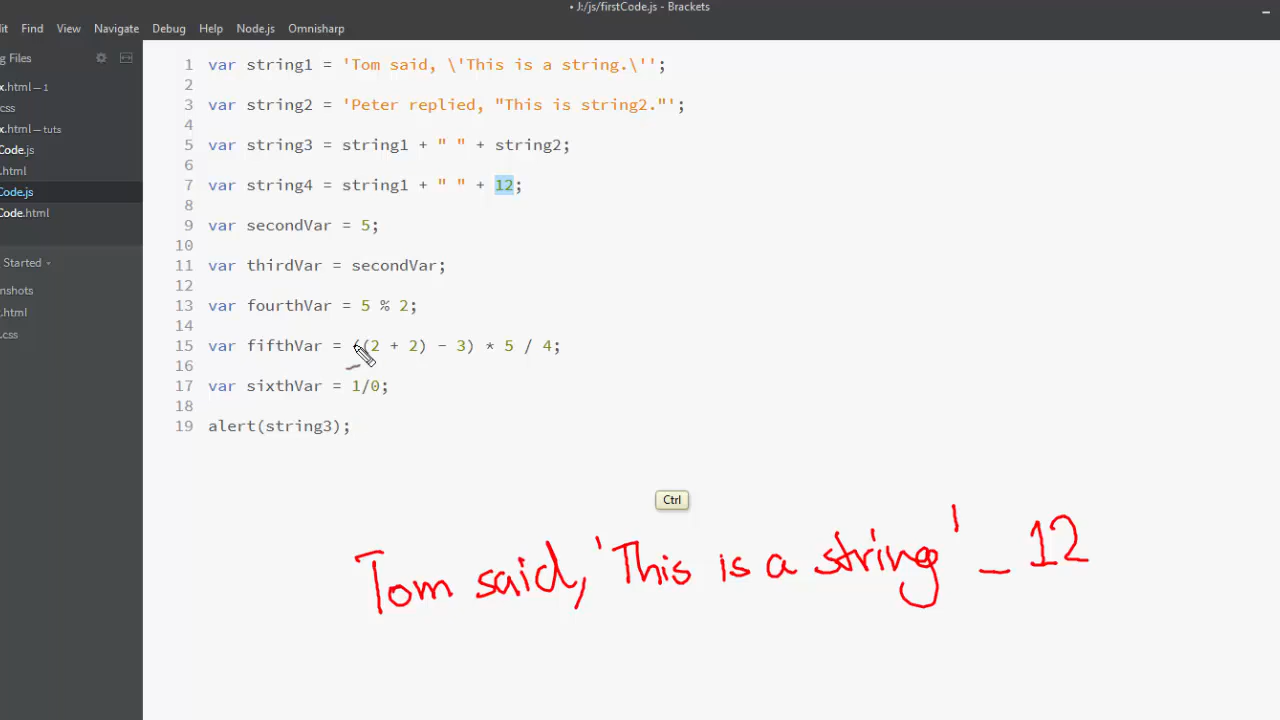 • J:/js/firstCode.js - Brackets
it Find View Navigate Debug Help Node.js Omnisharp
g Files
x.html – 1
css
x.html – tuts
Code.js
.html
Code.js
Code.html
Started
nshots
.html
.css
1 var string1 = 'Tom said, \'This is a string.\'';
2
3 var string2 = 'Peter replied, "This is string2."';
4
5 var string3 = string1 + " " + string2;
6
7 var string4 = string1 + " " + 12;
8
9 var secondVar = 5;
10
11 var thirdVar = secondVar;
12
13 var fourthVar = 5 % 2;
14
15 var fifthVar = ((2 + 2) - 3) * 5 / 4;
16
17 var sixthVar = 1/0;
18
19 alert(string3);
Ctrl
Tom said, 'This is a string' _ 12